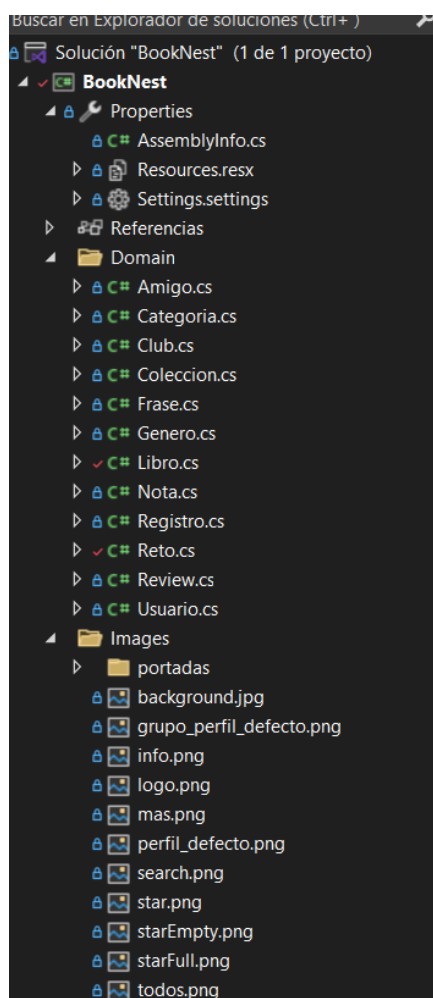 Buscar en Explorador de soluciones (Ctrl+ )
Solución "BookNest" (1 de 1 proyecto)
C# BookNest
Properties
C# AssemblyInfo.cs
Resources.resx
Settings.settings
Referencias
Domain
C# Amigo.cs
C# Categoria.cs
C# Club.cs
C# Coleccion.cs
C# Frase.cs
C# Genero.cs
C# Libro.cs
C# Nota.cs
C# Registro.cs
C# Reto.cs
C# Review.cs
C# Usuario.cs
Images
portadas
background.jpg
grupo_perfil_defecto.png
info.png
logo.png
mas.png
perfil_defecto.png
search.png
star.png
starEmpty.png
starFull.png
todos.png